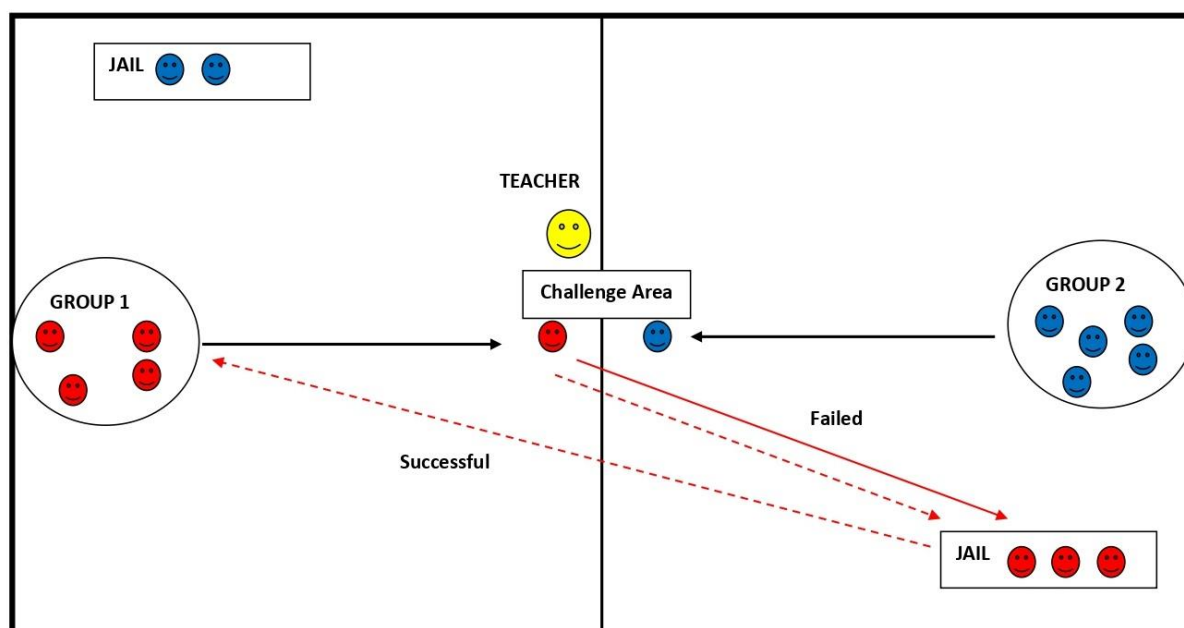 JAIL
TEACHER
Challenge Area
GROUP 1
GROUP 2
Failed
Successful
JAIL